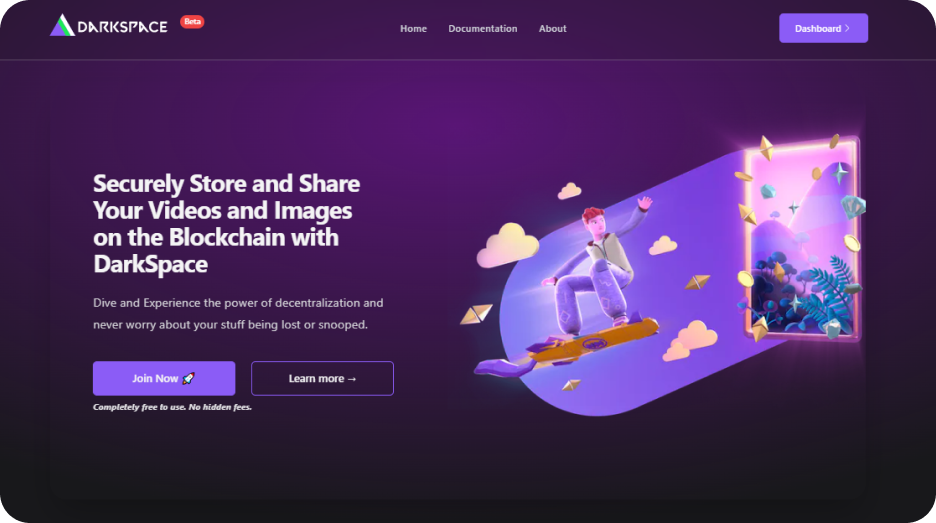 DARKSPACE
Beta
Home
Documentation
About
Dashboard >
Securely Store and Share
Your Videos and Images
on the Blockchain with
DarkSpace
Dive and Experience the power of decentralization and
never worry about your stuff being lost or snooped.
Join Now 🚀
Learn more →
Completely free to use. No hidden fees.